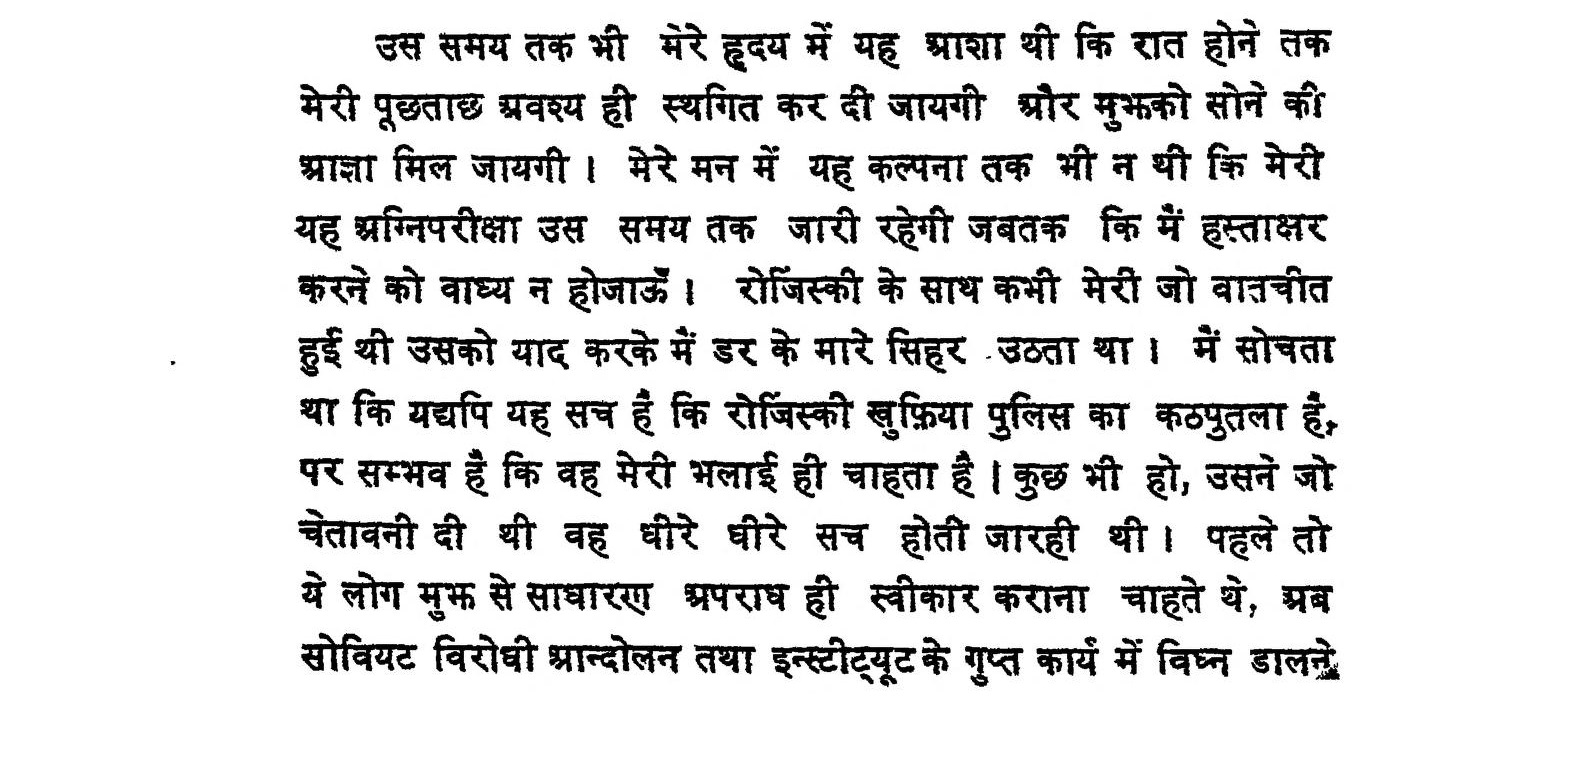 उस समय तक भी मेरे हृदय में यह आशा थी कि रात होने तक
मेरी पूछताछ अवश्य ही स्थगित कर दी जायगी और मुझको सोने की
आज्ञा मिल जायगी । मेरे मन में यह कल्पना तक भी न थी कि मेरी
यह अग्निपरीक्षा उस समय तक जारी रहेगी जबतक कि मैं हस्ताक्षर
करने को वाध्य न होजाऊँ । रोजिंस्की के साथ कभी मेरी जो वातचीत
हुई थी उसको याद करके मैं डर के मारे सिहर उठता था । मैं सोचता
था कि यद्यपि यह सच है कि रोजिंस्की खुफ़िया पुलिस का कठपुतला है,
पर सम्भव है कि वह मेरी भलाई ही चाहता है । कुछ भी हो, उसने जो
चेतावनी दी थी वह धीरे धीरे सच होती जारही थी । पहले तो
ये लोग मुझ से साधारण अपराध ही स्वीकार कराना चाहते थे, अब
सोवियट विरोधी आन्दोलन तथा इन्स्टीट्यूट के गुप्त कार्य में विघ्न डालने